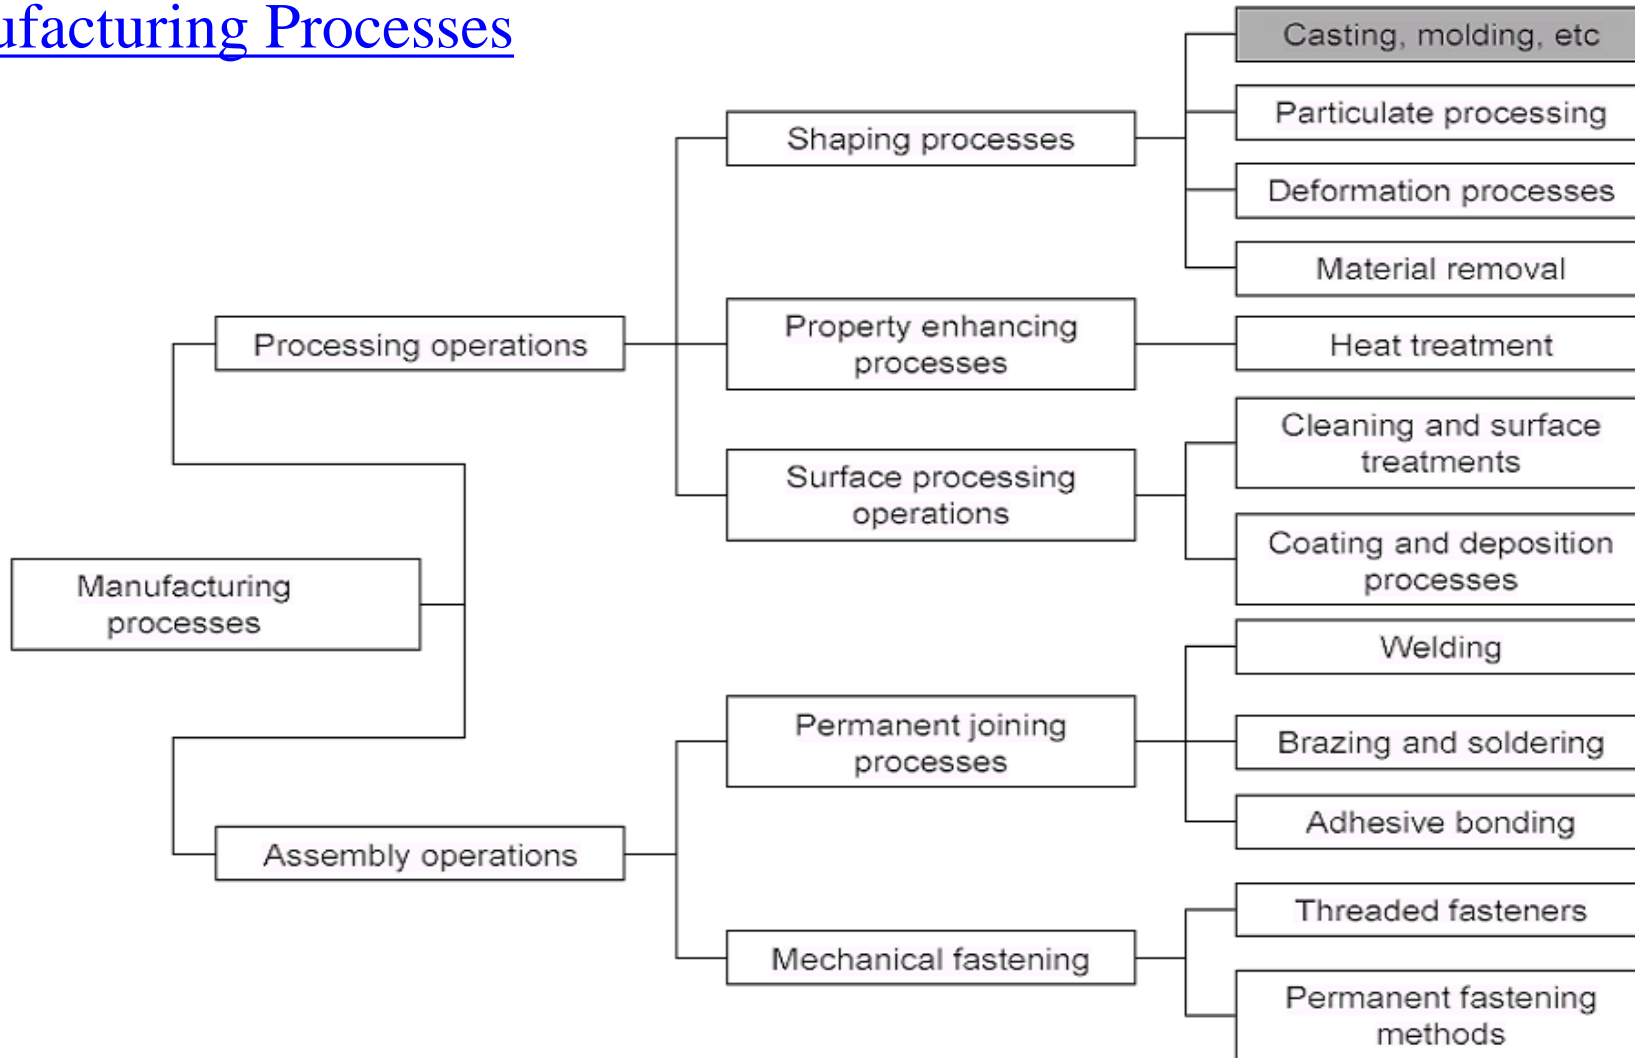 ufacturing Processes
Casting, molding, etc
Particulate processing
Shaping processes
Deformation processes
Material removal
Property enhancing
processes
Processing operations
Heat treatment
Cleaning and surface
treatments
Surface processing
operations
Coating and deposition
processes
Manufacturing
processes
Welding
Permanent joining
processes
Brazing and soldering
Adhesive bonding
Assembly operations
Threaded fasteners
Mechanical fastening
Permanent fastening
methods